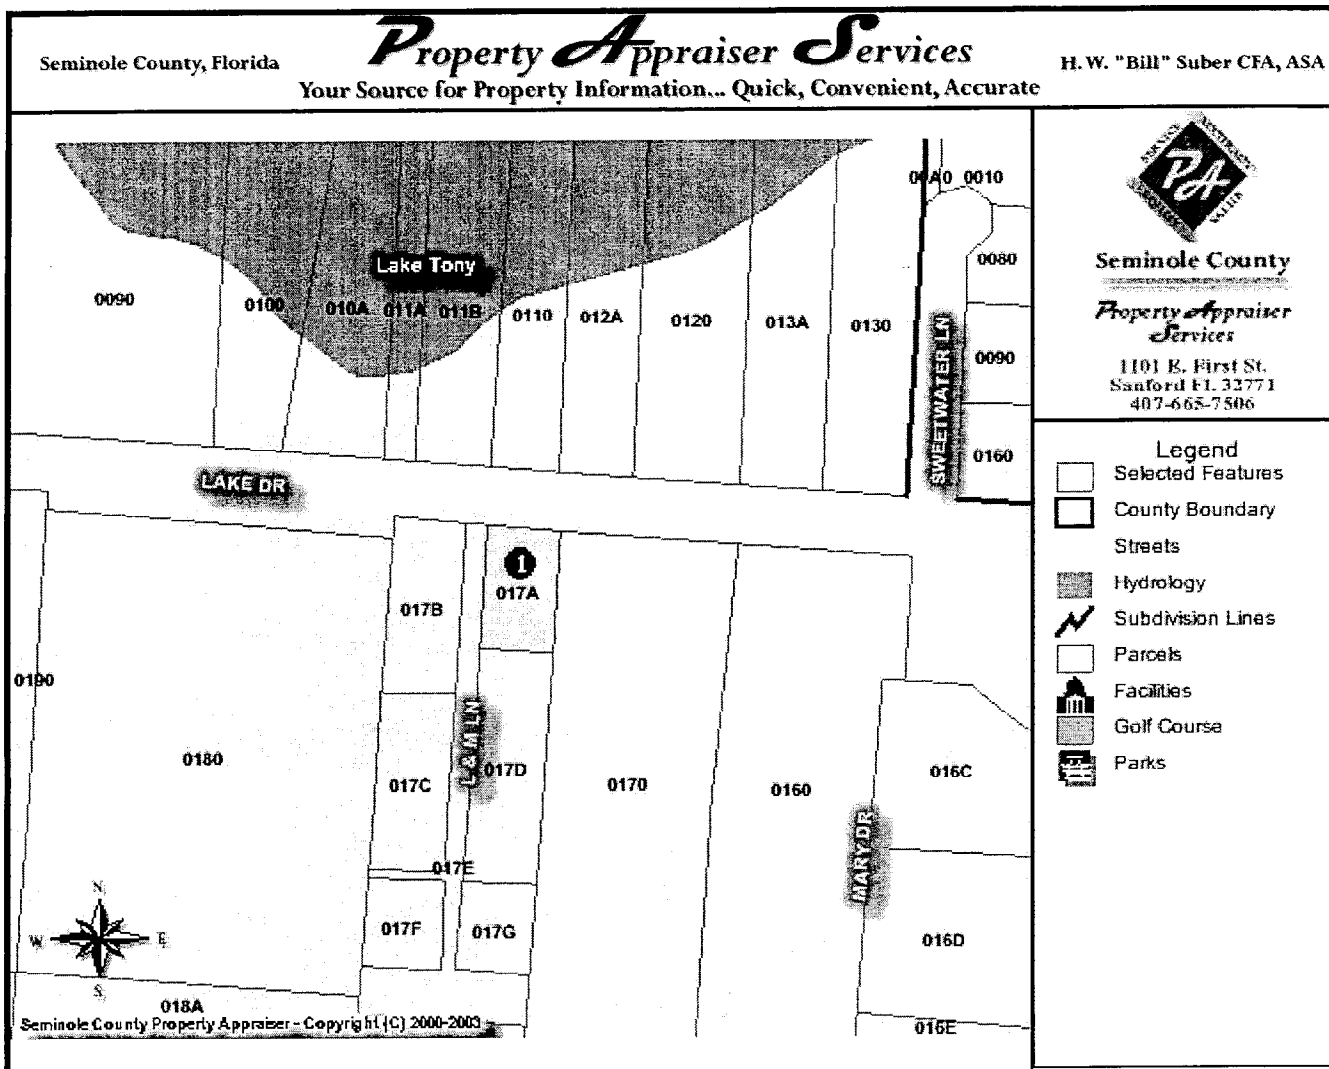 Seminole County, Florida
Property Appraiser Services
H. W. "Bill" Suber CFA, ASA
Your Source for Property Information... Quick, Convenient, Accurate
PA
Seminole County
Property Appraiser
Services
1101 E. First St.
Sanford FL 32771
407-665-7506
Legend
Selected Features
County Boundary
Streets
Hydrology
Subdivision Lines
Parcels
Facilities
Golf Course
Parks
00A0 0010
0080
Lake Tony
0090
0100
010A
011A
011B
0110
012A
0120
013A
0130
0090
SWEETWATER LN
0160
LAKE DR
1
017A
017B
0190
0180
017C
L & M LN
017D
0170
0160
016C
MARY DR
017E
017F
017G
016D
N
W
E
S
018A
016E
Seminole County Property Appraiser - Copyright (C) 2000-2003